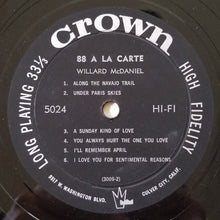 crown
LONG PLAYING 33⅓
HIGH FIDELITY
88 A LA CARTE
WILLARD McDANIEL
1. ALONG THE NAVAJO TRAIL
2. UNDER PARIS SKIES
5024
HI-FI
3. A SUNDAY KIND OF LOVE
4. YOU ALWAYS HURT THE ONE YOU LOVE
5. I'LL REMEMBER APRIL
6. I LOVE YOU FOR SENTIMENTAL REASONS
(5005-2)
5857 W. WASHINGTON BLVD. CULVER CITY, CALIF.